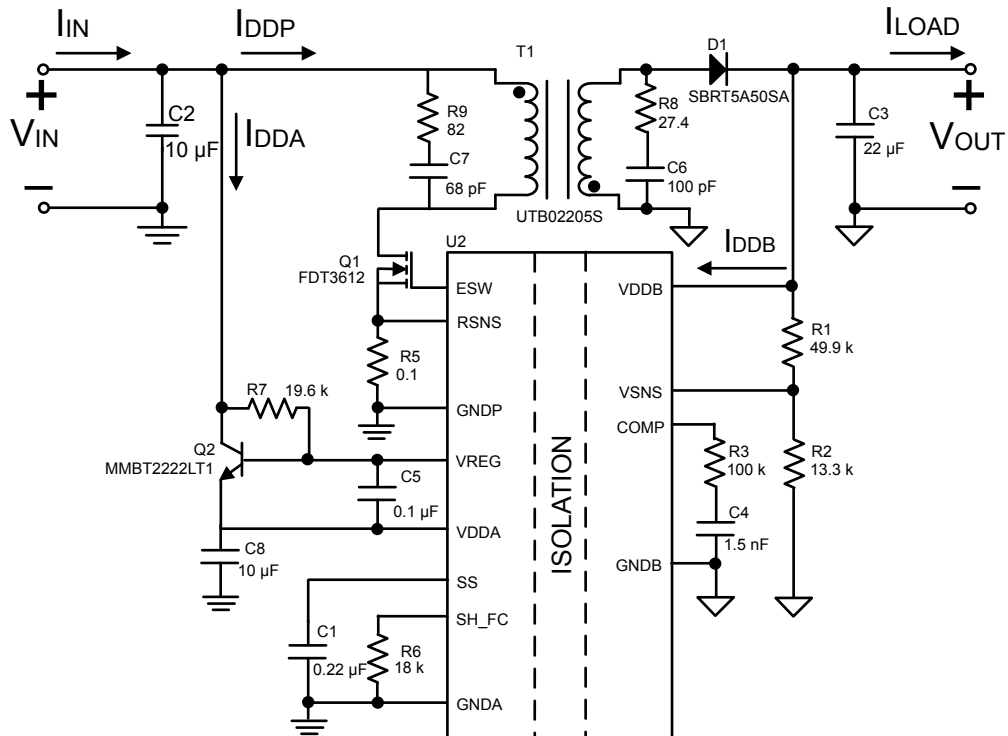 IIN
IDDP
ILOAD
T1
D1
SBRT5A50SA
+
VIN
−
C2
10 µF
IDDA
R9
82
C7
68 pF
R8
27.4
C6
100 pF
C3
22 µF
+
VOUT
−
UTB02205S
U2
IDDB
Q1
FDT3612
ESW
VDDB
RSNS
R1
49.9 k
R5
0.1
R7
19.6 k
VSNS
GNDP
COMP
Q2
MMBT2222LT1
VREG
R3
100 k
R2
13.3 k
C5
0.1 µF
ISOLATION
C4
1.5 nF
VDDA
C8
10 µF
GNDB
SS
SH_FC
C1
0.22 µF
R6
18 k
GNDA